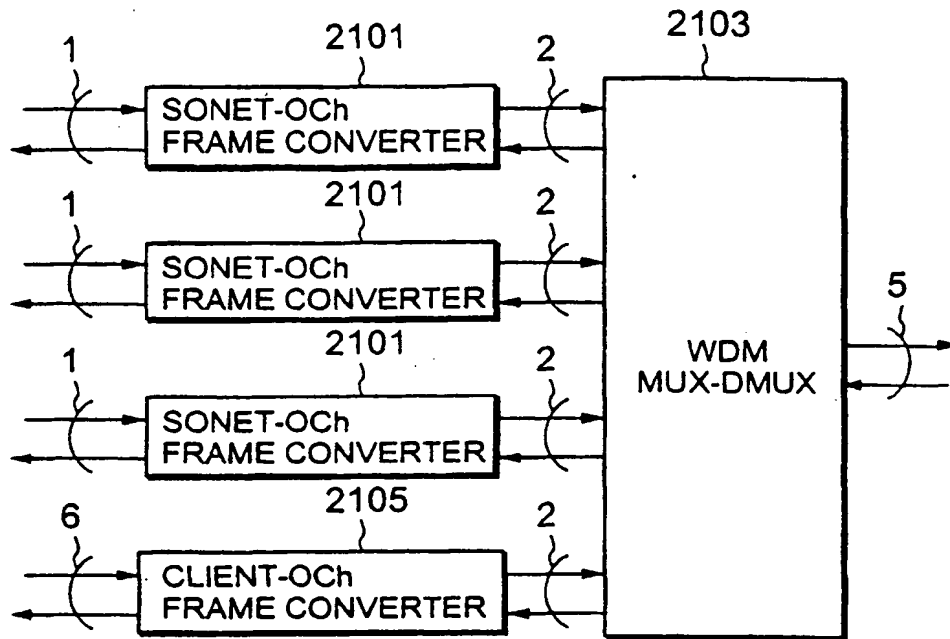 2101
2103
1
2
SONET-OCh
FRAME CONVERTER
2101
1
2
SONET-OCh
FRAME CONVERTER
5
WDM
MUX-DMUX
2101
1
2
SONET-OCh
FRAME CONVERTER
2105
6
2
CLIENT-OCh
FRAME CONVERTER